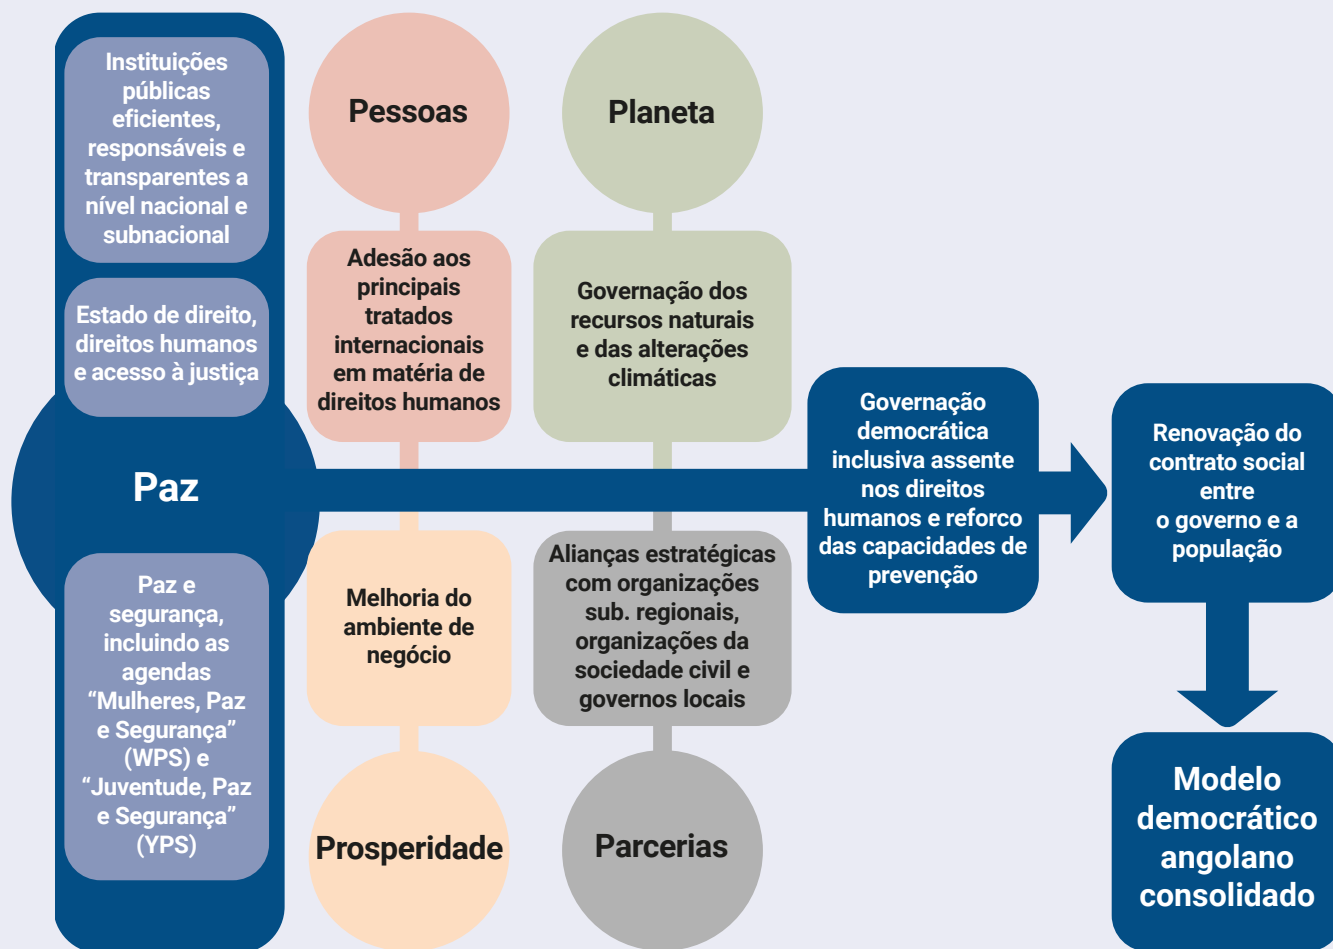 Instituições
públicas
eficientes,
responsáveis e
transparentes a
nível nacional e
subnacional
Estado de direito,
direitos humanos
e acesso à justiça
Paz
Paz e
segurança,
incluindo as
agendas
“Mulheres, Paz
e Segurança”
(WPS) e
“Juventude, Paz
e Segurança”
(YPS)
Pessoas
Adesão aos
principais
tratados
internacionais
em matéria de
direitos humanos
Melhoria do
ambiente de
negócio
Prosperidade
Planeta
Governação dos
recursos naturais
e das alterações
climáticas
Alianças estratégicas
com organizações
sub. regionais,
organizações da
sociedade civil e
governos locais
Parcerias
Governação
democrática
inclusiva assente
nos direitos
humanos e reforco
das capacidades de
prevenção
Renovação do
contrato social
entre
o governo e a
população
Modelo
democrático
angolano
consolidado